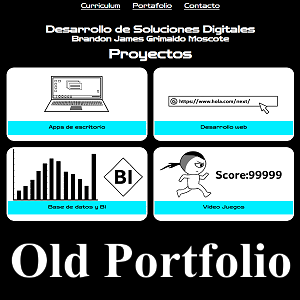 Curriculum Portafolio Contacto
Desarrollo de Soluciones Digitales
Brandon James Grimaldo Moscote
Proyectos
https://www.hola.com/next/
Apps de escritorio
Desarrollo web
BI
Score:99999
Base de datos y BI
Video Juegos
Old Portfolio